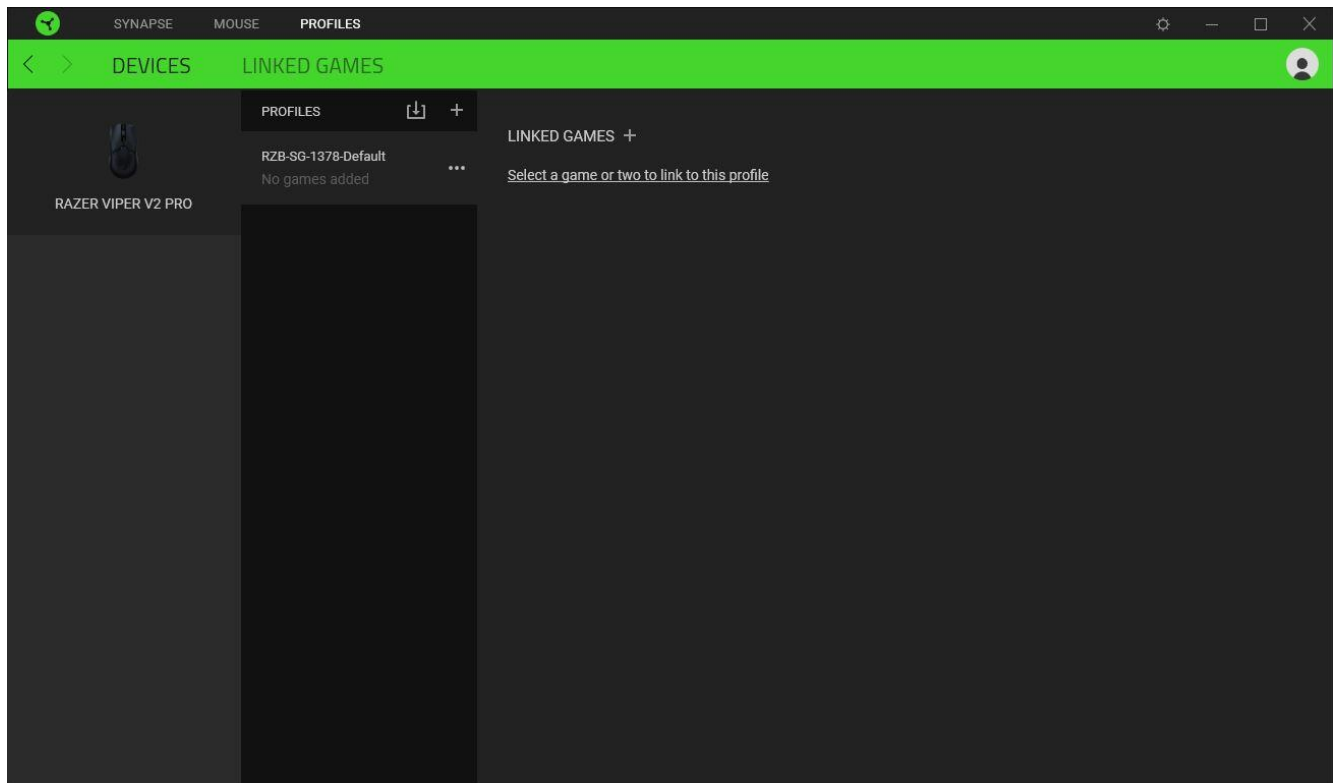 SYNAPSE MOUSE PROFILES
DEVICES LINKED GAMES
RAZER VIPER V2 PRO
PROFILES
RZB-SG-1378-Default
No games added
LINKED GAMES
Select a game or two to link to this profile